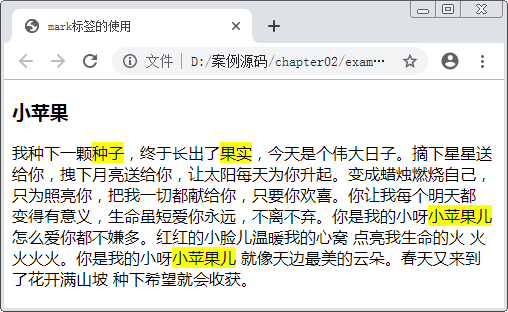 mark标签的使用
文件 | D:/案例源码/chapter02/exam…
小苹果
我种下一颗种子，终于长出了果实，今天是个伟大日子。摘下星星送
给你，拽下月亮送给你，让太阳每天为你升起。变成蜡烛燃烧自己，
只为照亮你，把我一切都献给你，只要你欢喜。你让我每个明天都
变得有意义，生命虽短爱你永远，不离不弃。你是我的小呀小苹果儿
怎么爱你都不嫌多。红红的小脸儿温暖我的心窝 点亮我生命的火 火
火火火火。你是我的小呀小苹果儿 就像天边最美的云朵。春天又来到
了花开满山坡 种下希望就会收获。